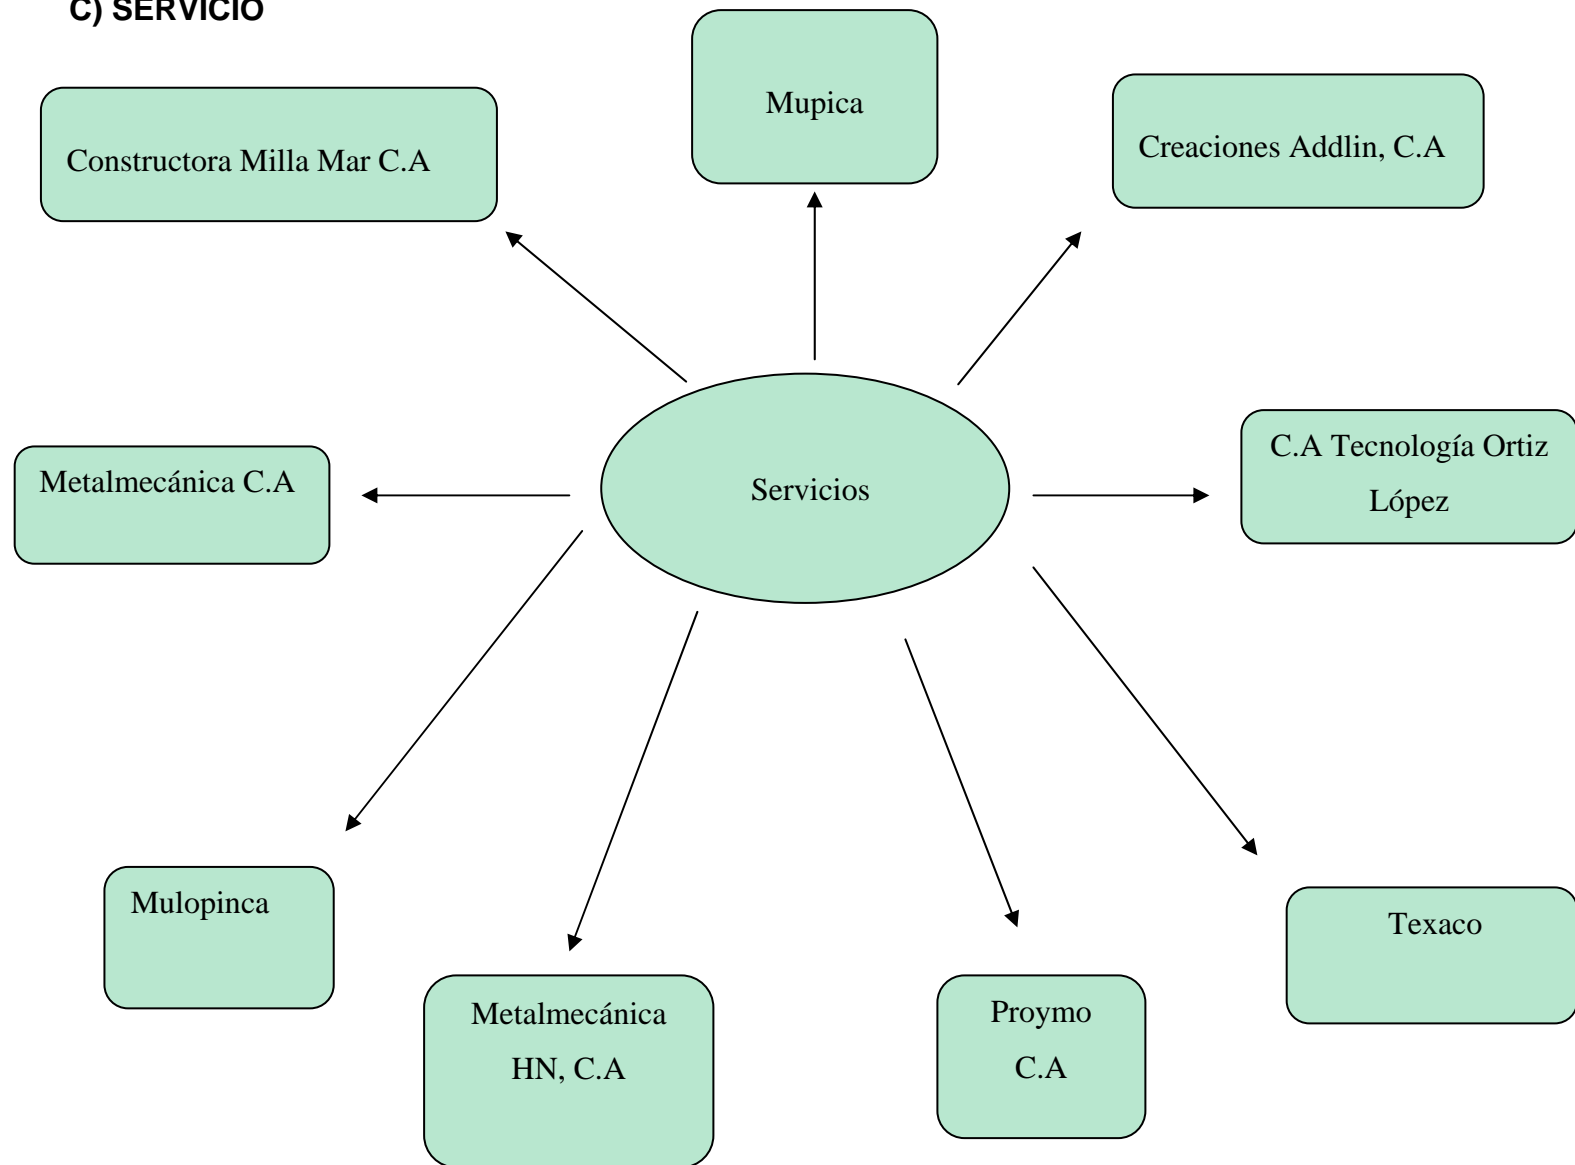 C) SERVICIO
Mupica
Constructora Milla Mar C.A
Creaciones Addlin, C.A
Metalmecánica C.A
Servicios
C.A Tecnología Ortiz
López
Mulopinca
Texaco
Metalmecánica
HN, C.A
Proymo
C.A